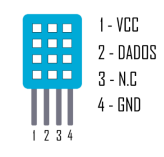 1 - VCC
2 - DADOS
3 - N.C
4 - GND
1 2 3 4